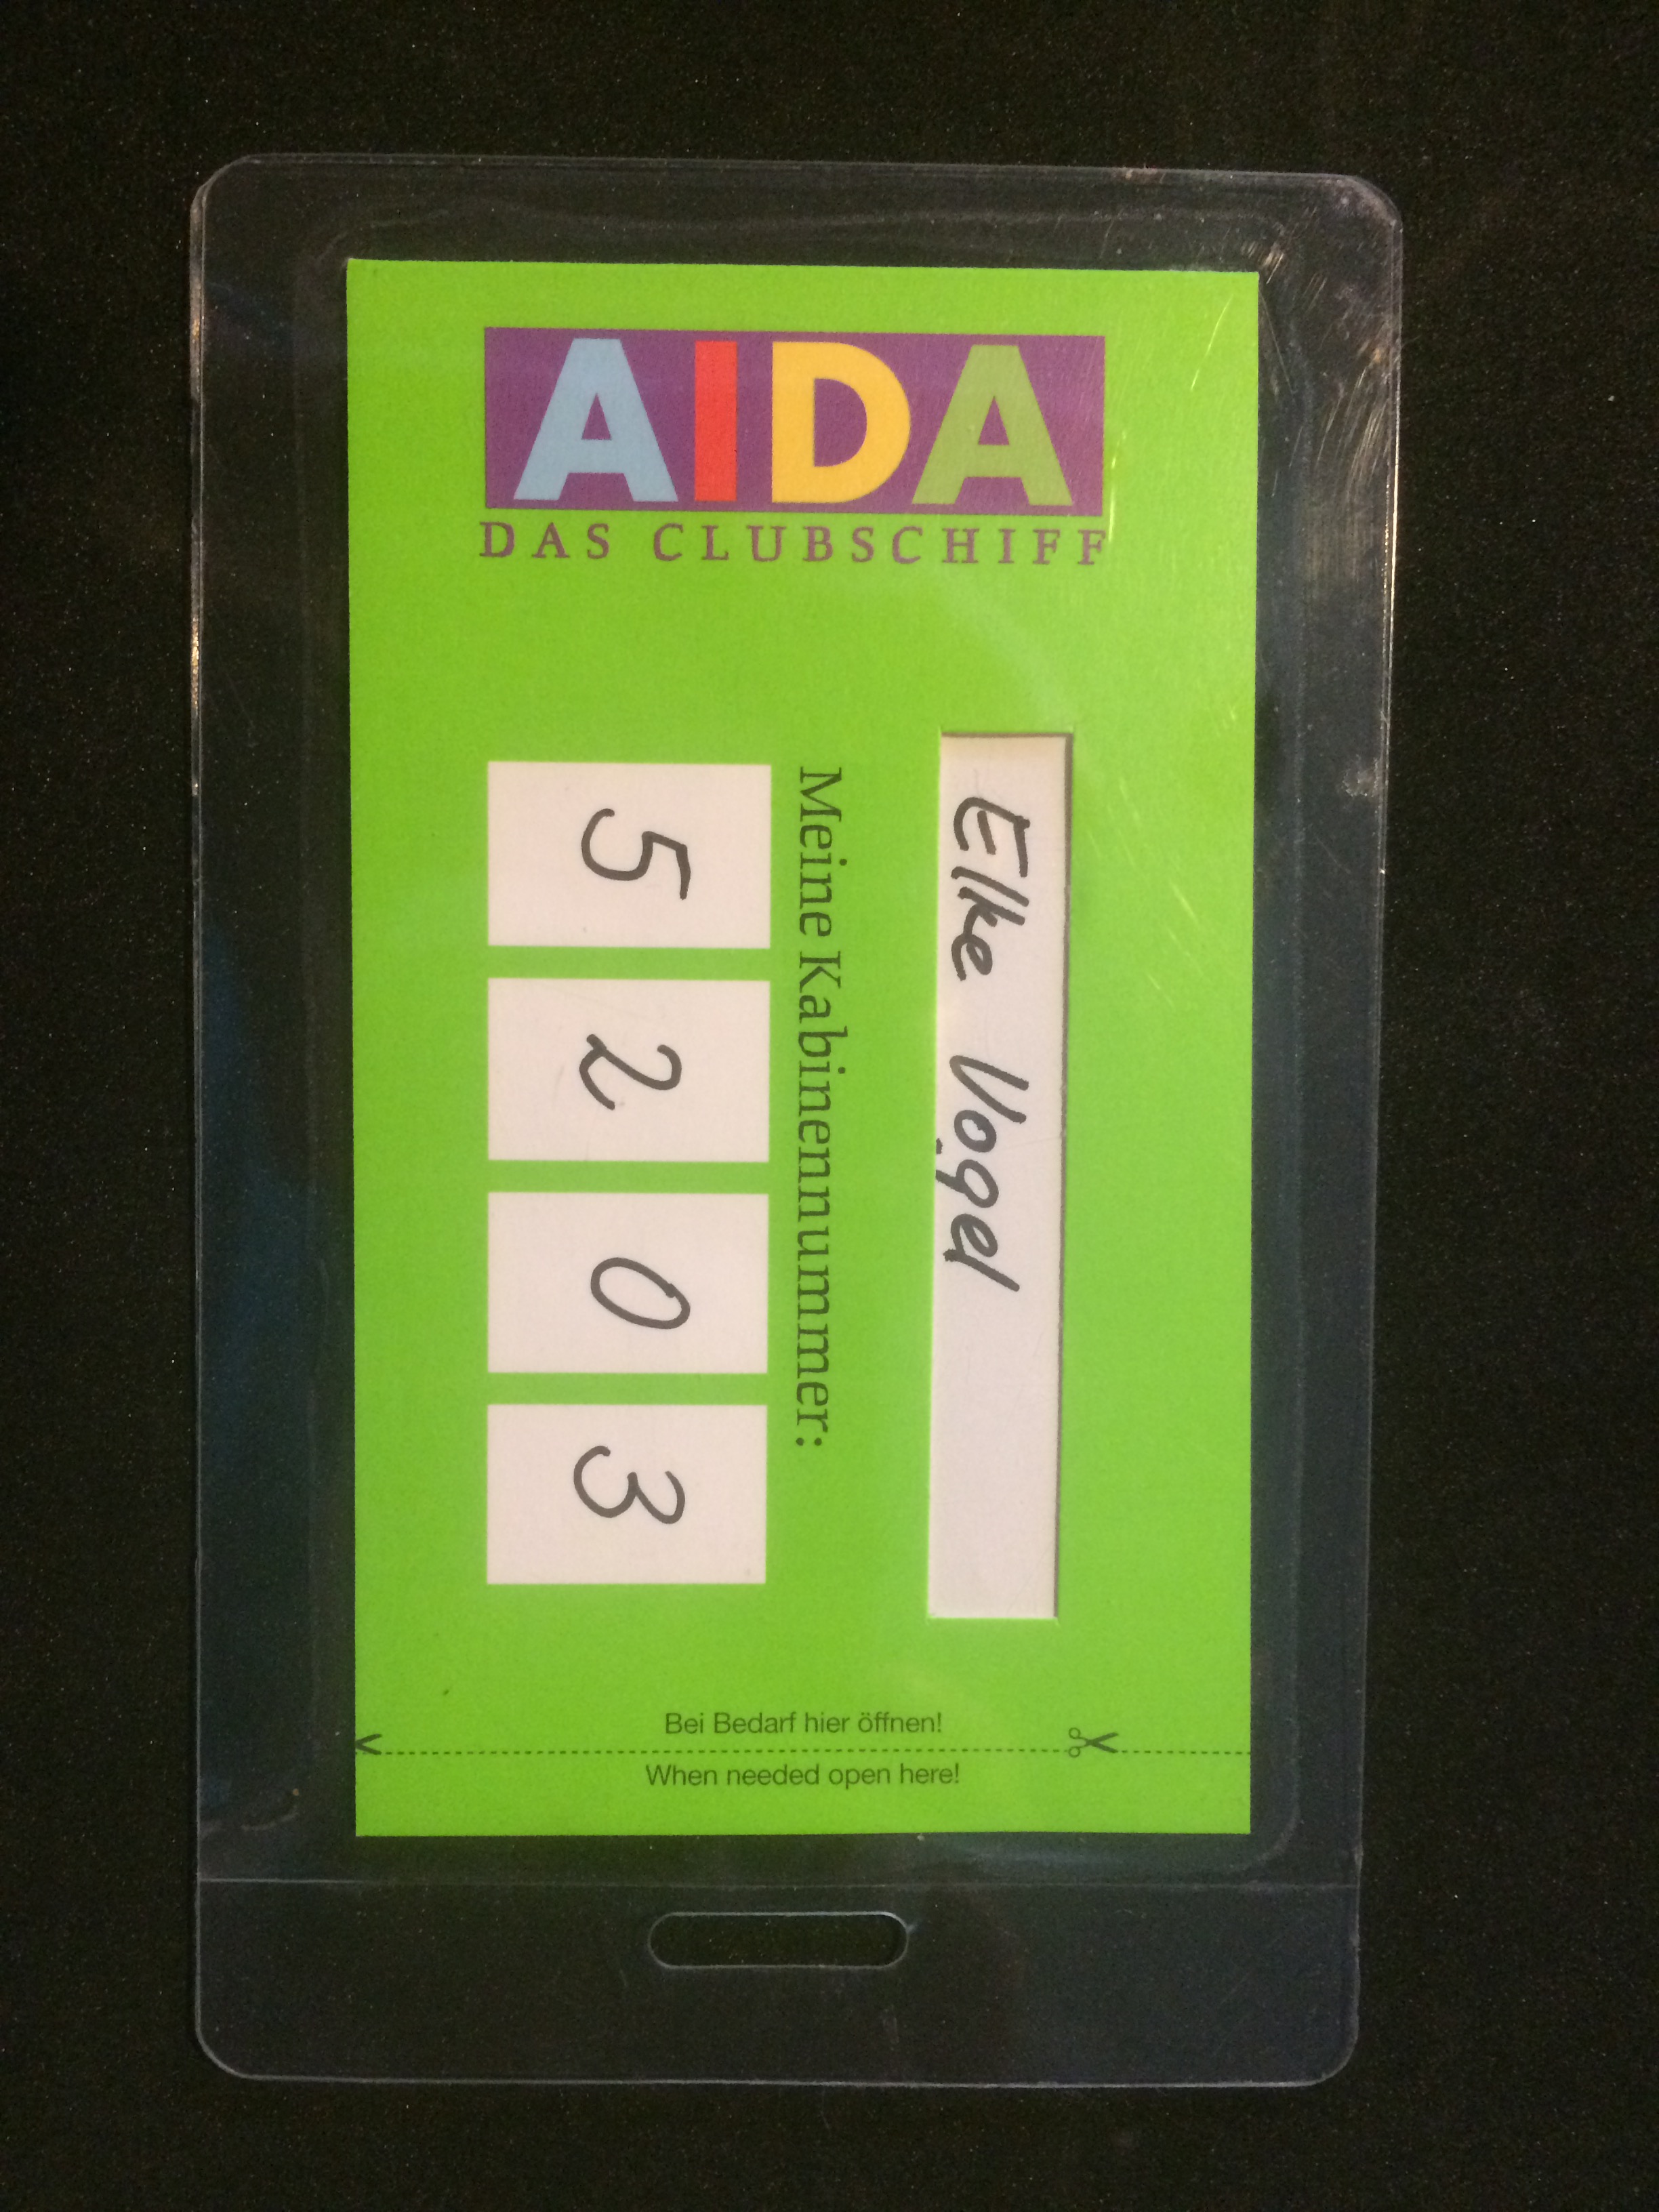 AIDA
DAS CLUBSCHIFF
Elke Vogel
Meine Kabinennummer:
5 2 0 3
Bei Bedarf hier öffnen!
When needed open here!